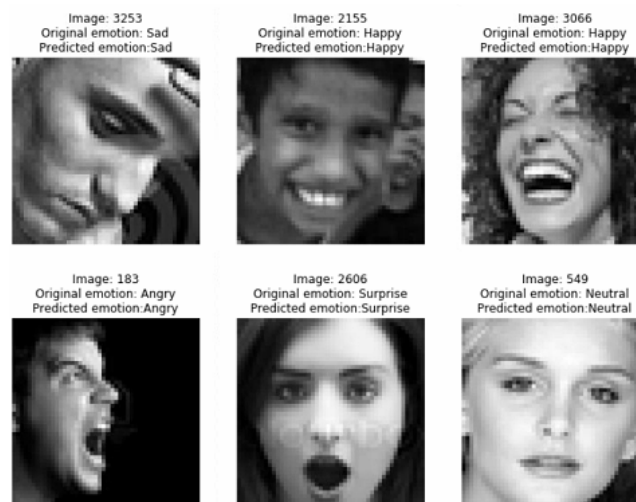 Image: 3253
Original emotion: Sad
Predicted emotion:Sad
Image: 2155
Original emotion: Happy
Predicted emotion:Happy
Image: 3066
Original emotion: Happy
Predicted emotion:Happy
Image: 183
Original emotion: Angry
Predicted emotion:Angry
Image: 2606
Original emotion: Surprise
Predicted emotion:Surprise
Image: 549
Original emotion: Neutral
Predicted emotion:Neutral